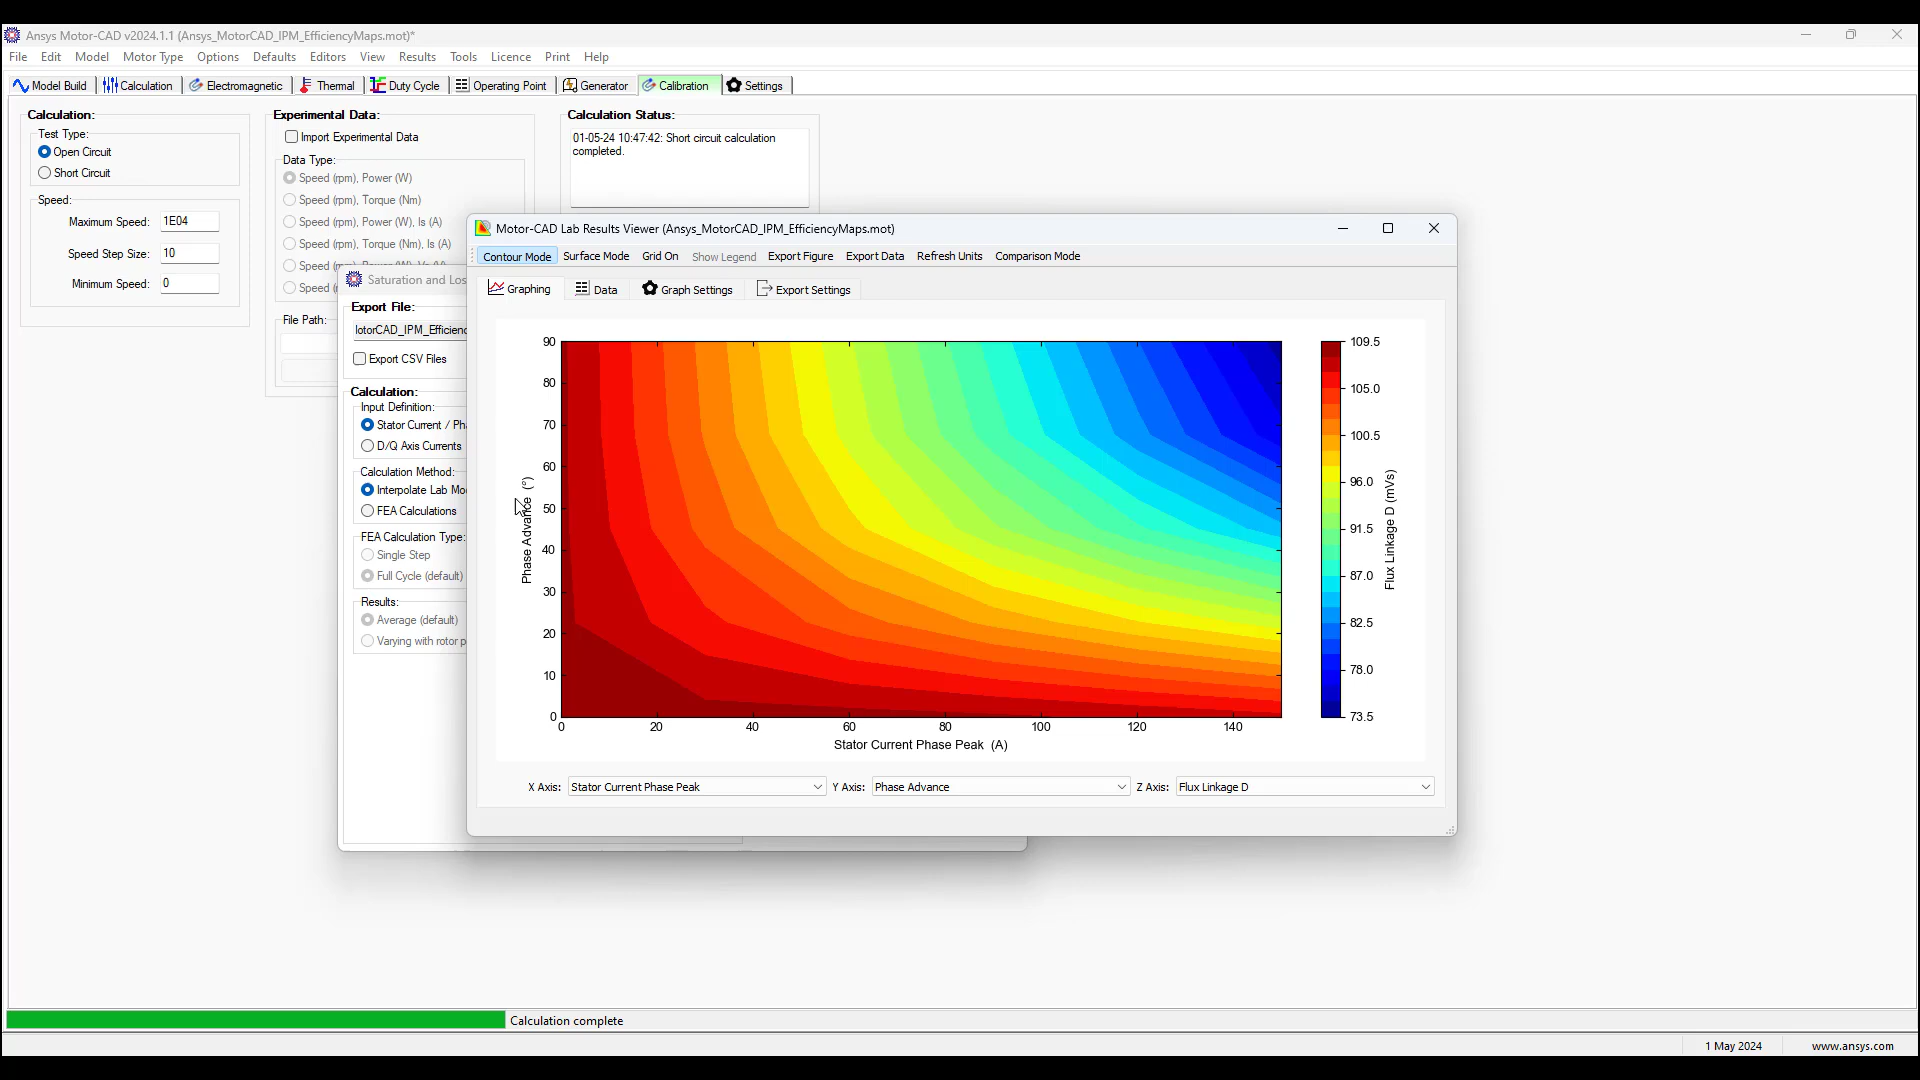 Ansys Motor-CAD v2024.1.1 (Ansys_MotorCAD_IPM_EfficiencyMaps.mot)*
File Edit Model Motor Type Options Defaults Editors View Results Tools Licence Print Help
Model Build Calculation Electromagnetic Thermal Duty Cycle Operating Point Generator Calibration Settings
Calculation:
Test Type:
Open Circuit
Short Circuit
Speed:
Maximum Speed: 1E04
Speed Step Size: 10
Minimum Speed: 0
Experimental Data:
Import Experimental Data
Data Type:
Speed (rpm), Power (W)
Speed (rpm), Torque (Nm)
Speed (rpm), Power (W), Is (A)
Speed (rpm), Torque (Nm), Is (A)
Speed (rp
Speed (r
File Path:
Calculation Status:
01-05-24 10:47:42: Short circuit calculation
completed.
Saturation and Los
Export File:
lotorCAD_IPM_Efficienc
Export CSV Files
Calculation:
Input Definition:
Stator Current / Pha
D/Q Axis Currents
Calculation Method:
Interpolate Lab Mo
FEA Calculations
FEA Calculation Type:
Single Step
Full Cycle (default)
Results:
Average (default)
Varying with rotor p
Motor-CAD Lab Results Viewer (Ansys_MotorCAD_IPM_EfficiencyMaps.mot)
Contour Mode Surface Mode Grid On Show Legend Export Figure Export Data Refresh Units Comparison Mode
Graphing Data Graph Settings Export Settings
90
80
70
60
50
40
30
20
10
0
Phase Advance (°)
0 20 40 60 80 100 120 140
Stator Current Phase Peak (A)
109.5
105.0
100.5
96.0
91.5
87.0
82.5
78.0
73.5
Flux Linkage D (mVs)
X Axis: Stator Current Phase Peak Y Axis: Phase Advance Z Axis: Flux Linkage D
Calculation complete
1 May 2024 www.ansys.com